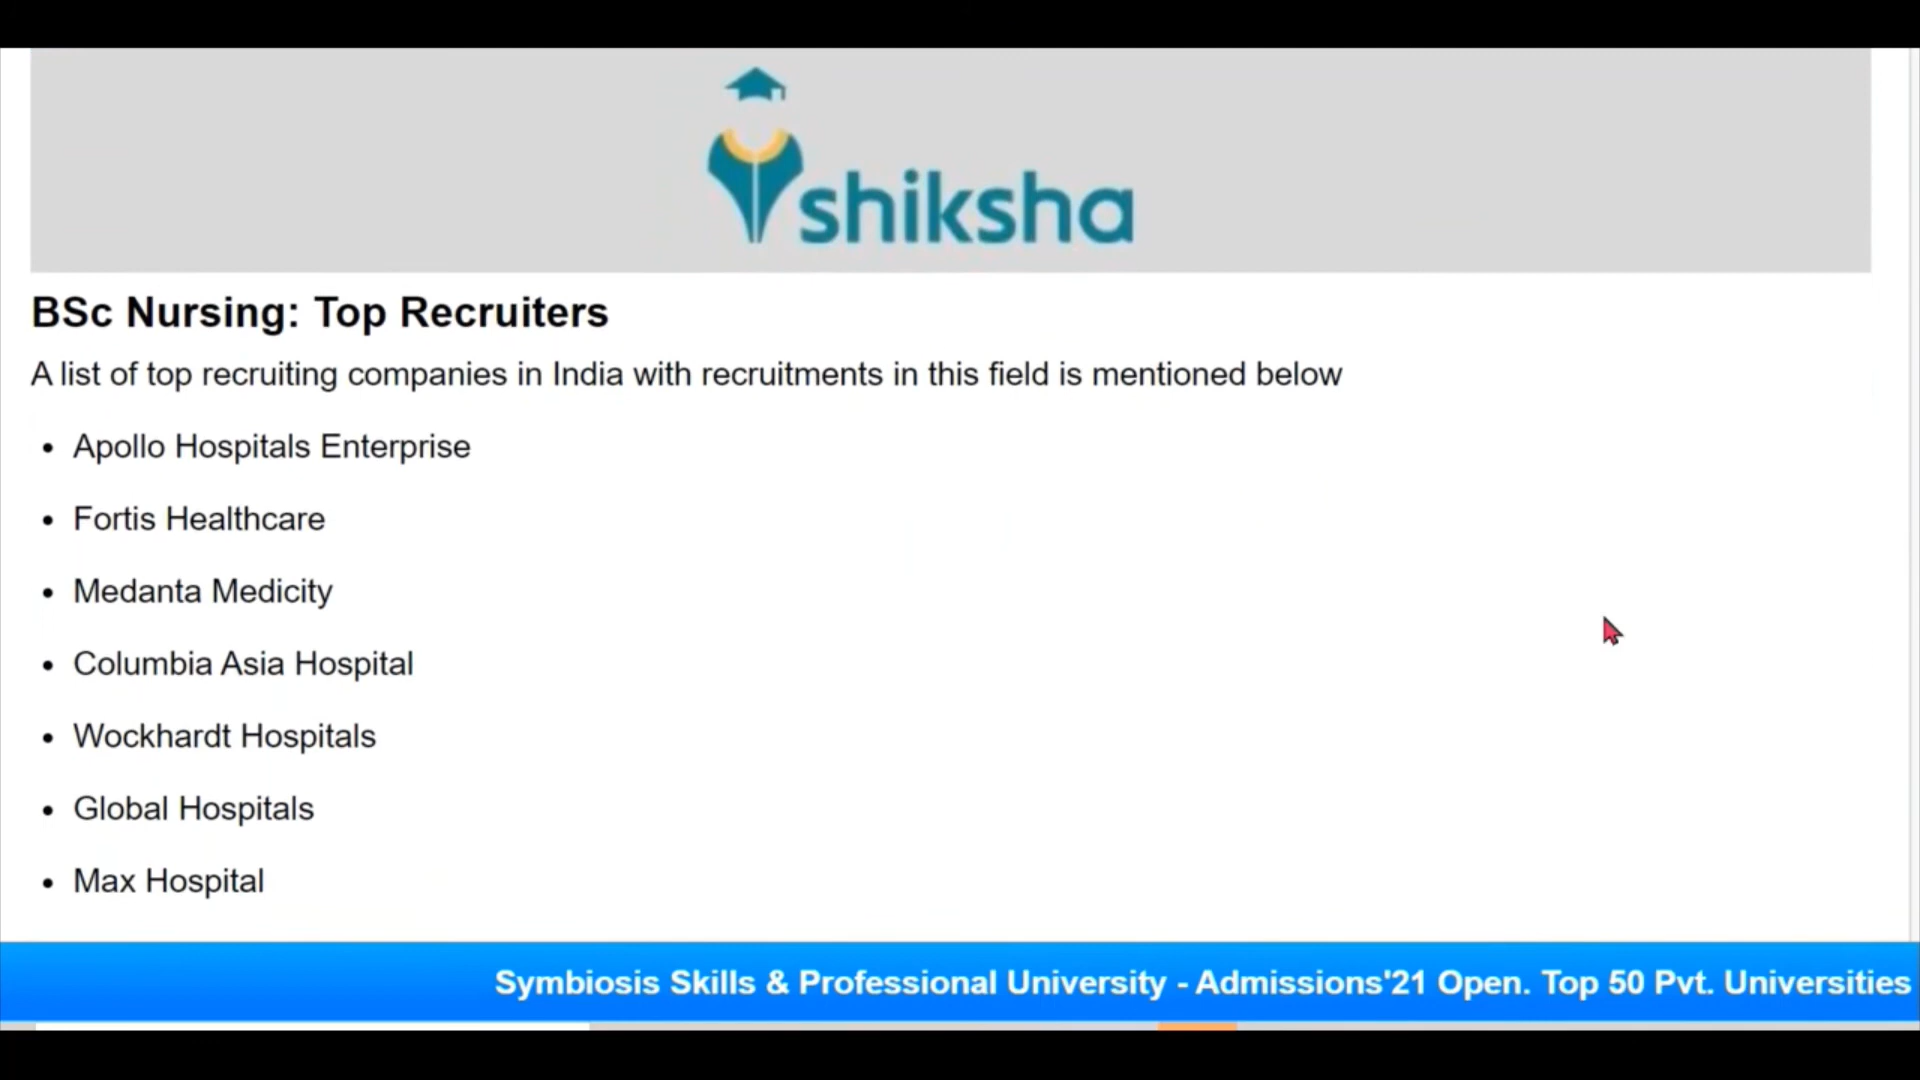 shiksha
BSc Nursing: Top Recruiters
A list of top recruiting companies in India with recruitments in this field is mentioned below
• Apollo Hospitals Enterprise
• Fortis Healthcare
• Medanta Medicity
• Columbia Asia Hospital
• Wockhardt Hospitals
• Global Hospitals
• Max Hospital
Symbiosis Skills & Professional University - Admissions'21 Open. Top 50 Pvt. Universities